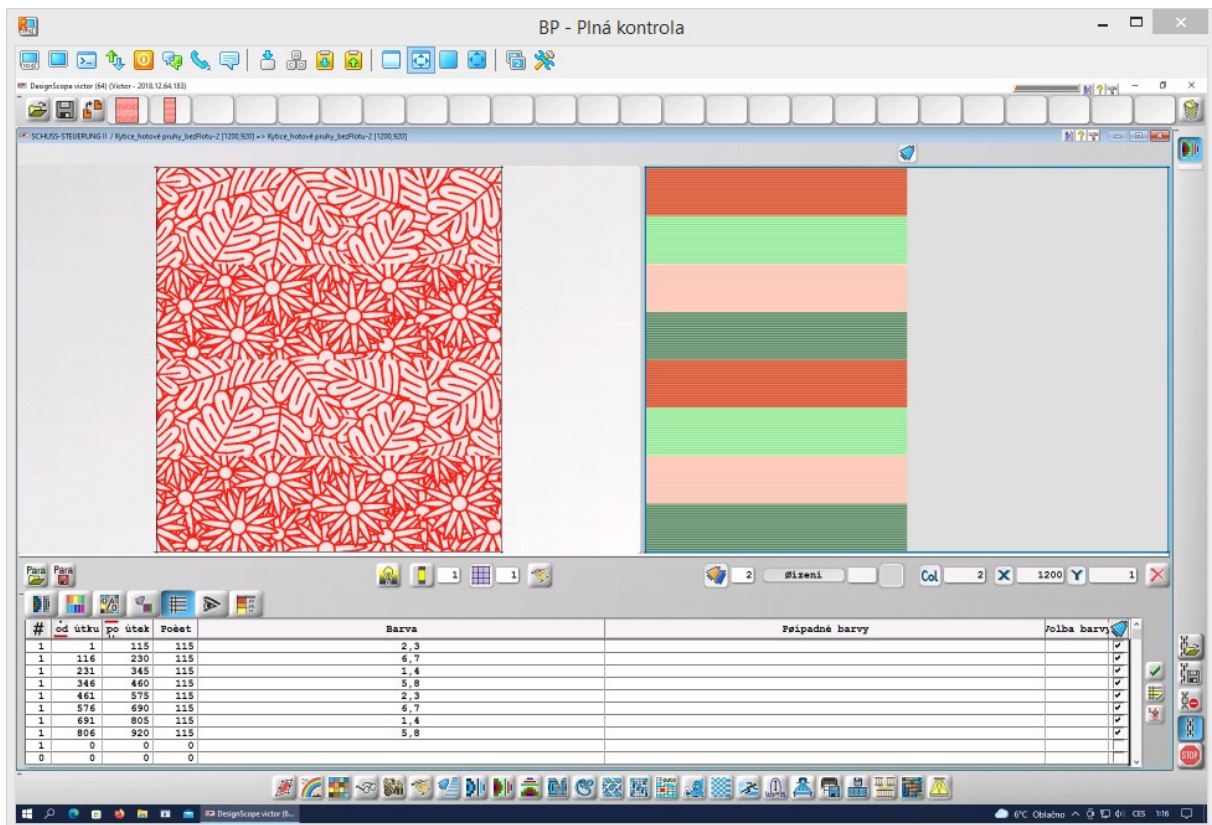 BP - Plná kontrola
DesignScope victor (64) (Victor - 2018.12.64.183)
SCHUSS-STEUERUNG II / Kytice_hotové pruhy_bezFlotu-2 [1200,920] => Kytice_hotové pruhy_bezFlotu-2 [1200,920]
Para Para
1 1 2 Øízení Col 2 X 1200 Y 1
# od útku po útek Poèet Barva Pøípadné barvy Volba barvy
1 1 115 115 2,3
1 116 230 115 6,7
1 231 345 115 1,4
1 346 460 115 5,8
1 461 575 115 2,3
1 576 690 115 6,7
1 691 805 115 1,4
1 806 920 115 5,8
1 0 0 0
0 0 0 0
STOP
DesignScope victor (6...
6°C Oblačno CES 1:16